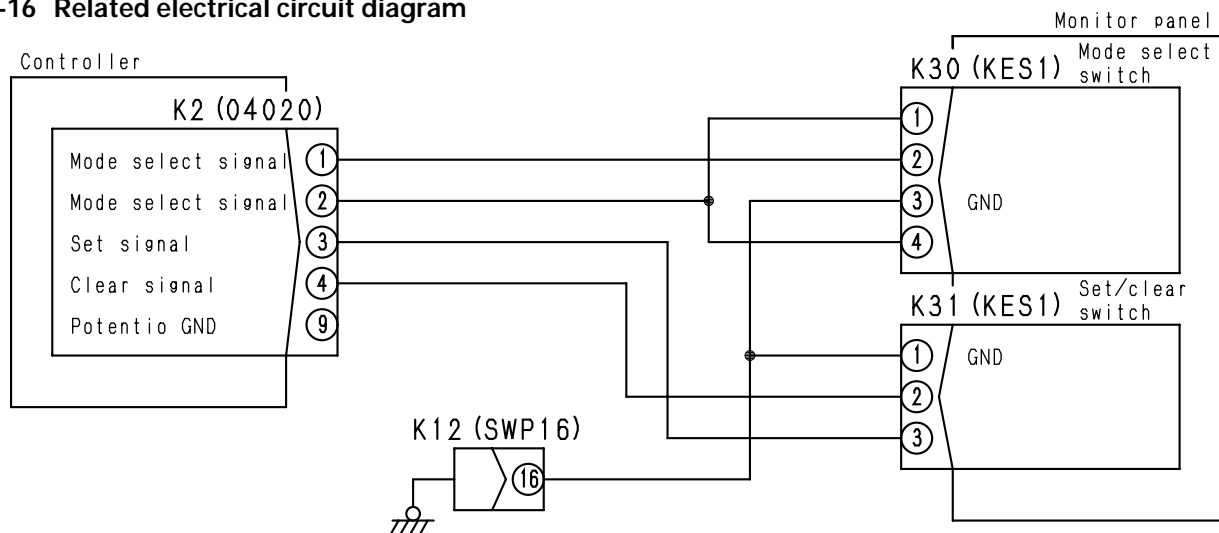 -16 Related electrical circuit diagram
Monitor panel
Controller
K30 (KES1)
Mode select
switch
K2 (04020)
Mode select signal 1
Mode select signal 2
Set signal 3
Clear signal 4
Potentio GND 9
1
2
3 GND
4
K31 (KES1)
Set/clear
switch
1 GND
2
3
K12 (SWP16)
16